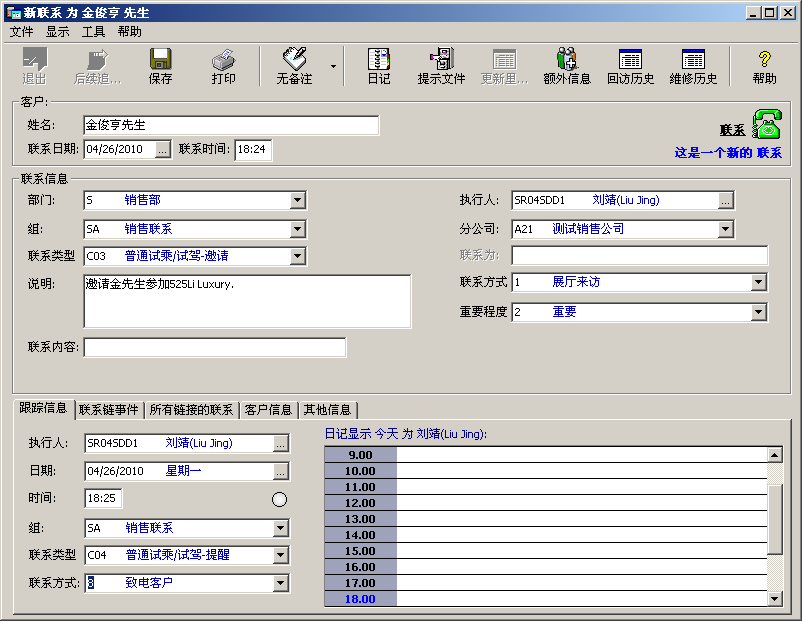 新联系 为 金俊亨 先生
文件 显示 工具 帮助
退出 后续追... 保存 打印 无备注 日记 提示文件 更新里... 额外信息 回访历史 维修历史 帮助
客户:
姓名: 金俊亨先生
联系
联系日期: 04/26/2010 ... 联系时间: 18:24
这是一个新的 联系
联系信息
部门: S 销售部
执行人: SR04SDD1 刘靖(Liu Jing) ...
组: SA 销售联系
分公司: A21 测试销售公司
联系类型 C03 普通试乘/试驾-邀请
联系为:
说明: 邀请金先生参加525Li Luxury.
联系方式 1 展厅来访
重要程度 2 重要
联系内容:
跟踪信息 联系链事件 所有链接的联系 客户信息 其他信息
执行人: SR04SDD1 刘靖(Liu Jing) ...
日期: 04/26/2010 星期一 ...
时间: 18:25
组: SA 销售联系
联系类型 C04 普通试乘/试驾-提醒
联系方式: 6 致电客户
日记显示 今天 为 刘靖(Liu Jing):
9.00
10.00
11.00
12.00
13.00
14.00
15.00
16.00
17.00
18.00